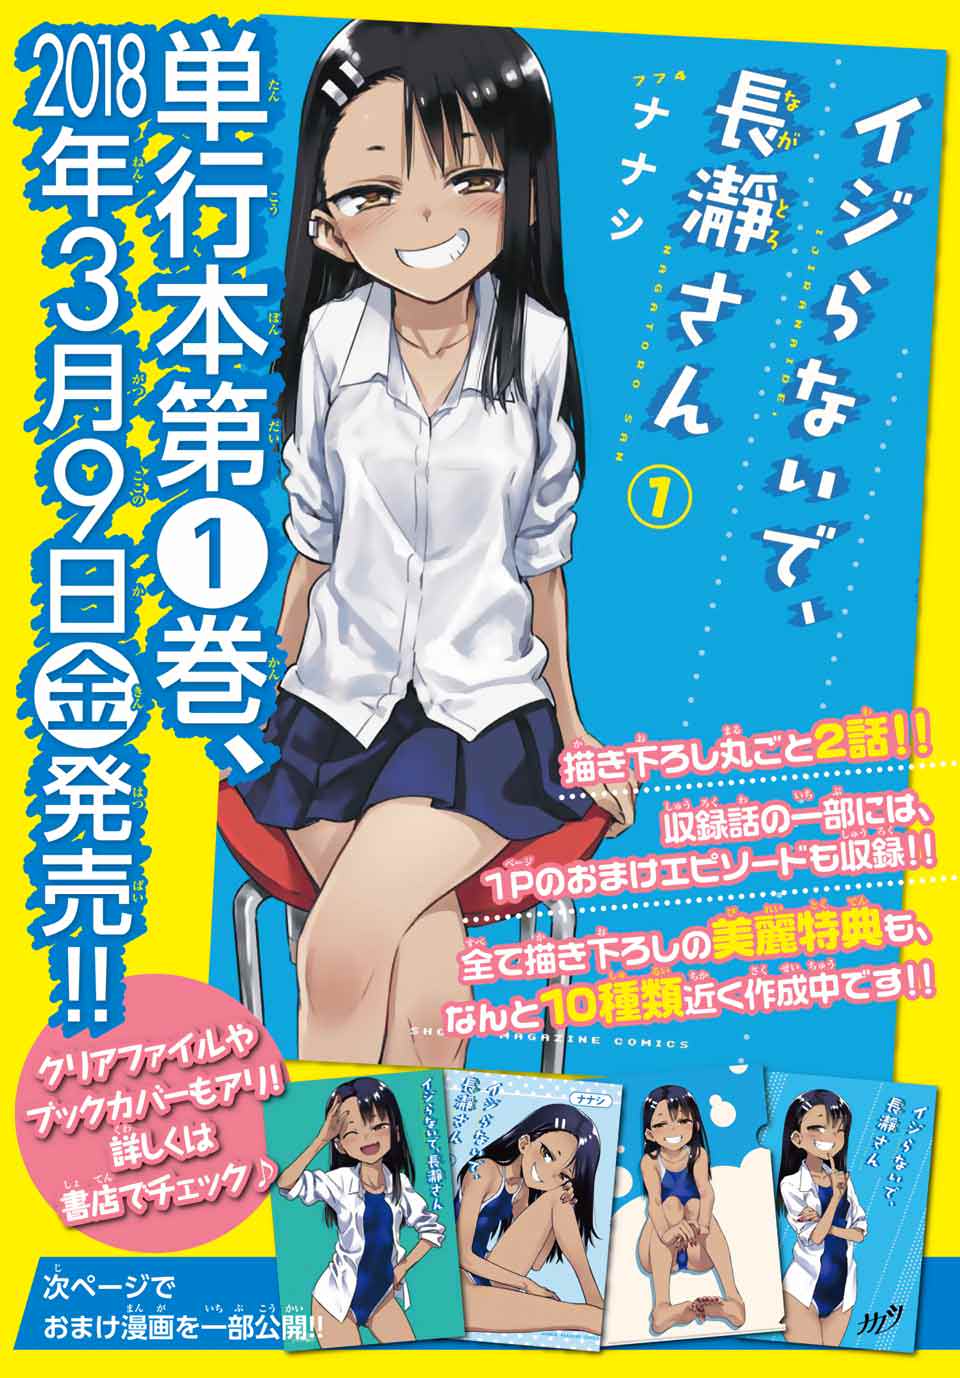 単行本第1巻、
2018年3月9日㊎発売!!
イジらないで、
長瀞さん
IJIRANAIDE,
NAGATORO SAN
774
ナナシ
1
描き下ろし丸ごと2話!!
収録話の一部には、
1Pのおまけエピソードも収録!!
全て描き下ろしの美麗特典も、
なんと10種類近く作成中です!!
MAGAZINE COMICS
クリアファイルや
ブックカバーもアリ!
詳しくは
書店でチェック♪
イジらないで、長瀞さん
イジらないで、
長瀞さん
ナナシ
イジらないで、
長瀞さん
ナナシ
次ページで
おまけ漫画を一部公開!!